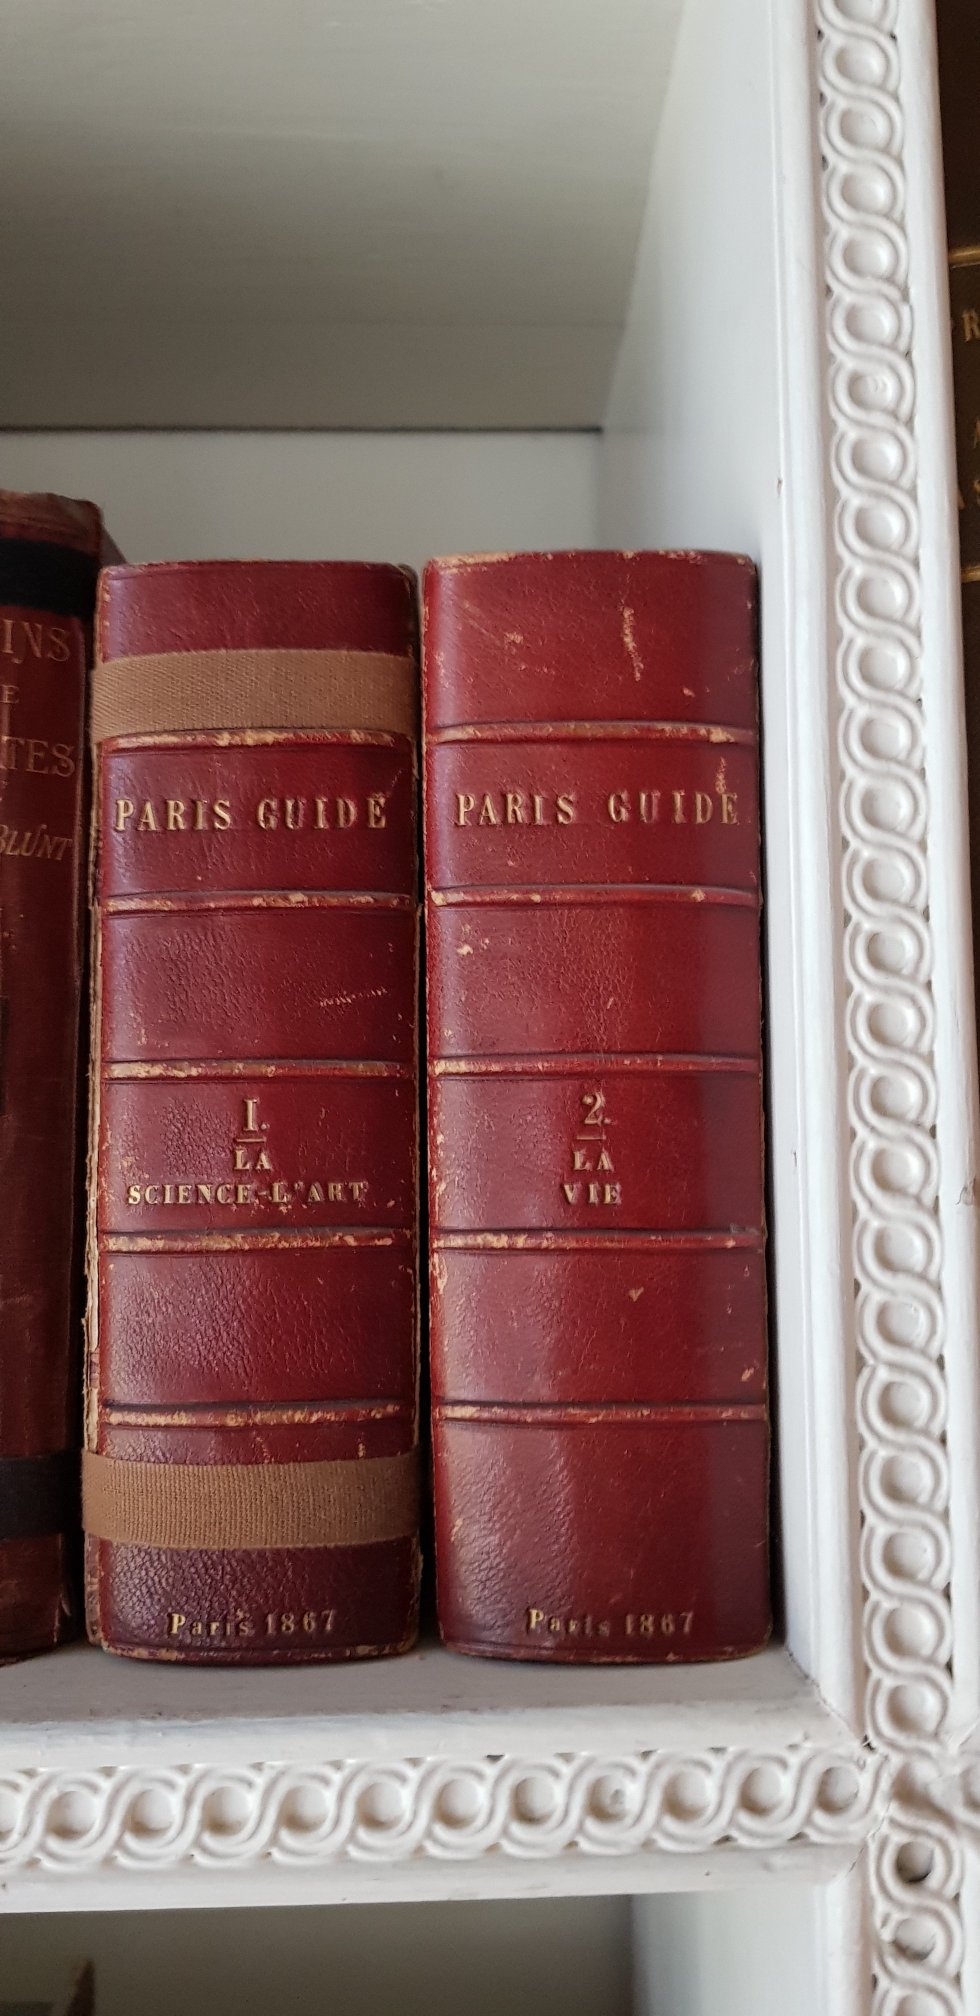 INS
E
TES
BLUNT
PARIS GUIDE
1.
LA
SCIENCE-L'ART
Paris 1867
PARIS GUIDE
2.
LA
VIE
Paris 1867